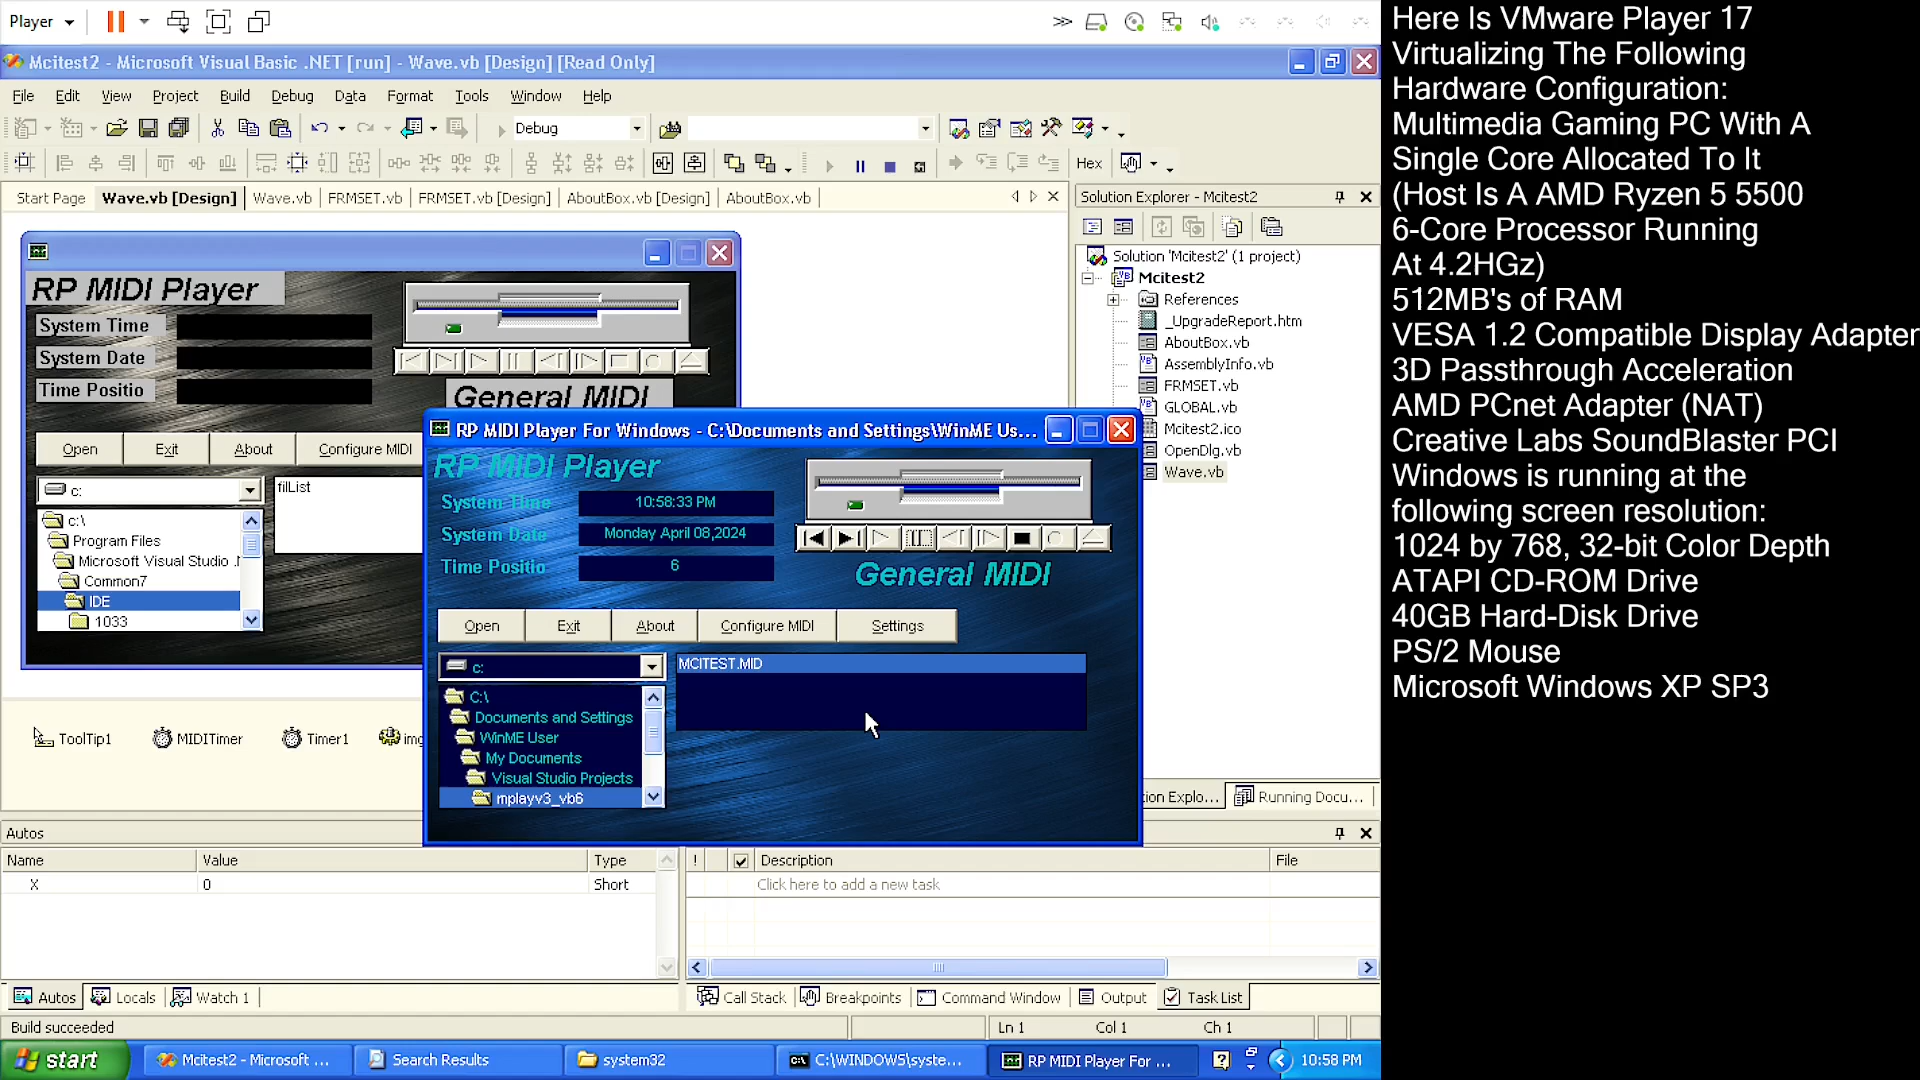 Player
Mcitest2 - Microsoft Visual Basic .NET [run] - Wave.vb [Design] [Read Only]
File Edit View Project Build Debug Data Format Tools Window Help
Debug
Hex
Start Page Wave.vb [Design] Wave.vb FRMSET.vb FRMSET.vb [Design] AboutBox.vb [Design] AboutBox.vb
RP MIDI Player
System Time
System Date
Time Positio
General MIDI
Open Exit About Configure MIDI
c:
filList
c:\
Program Files
Microsoft Visual Studio .
Common7
IDE
1033
ToolTip1 MIDITimer Timer1 img
Solution Explorer - Mcitest2
Solution 'Mcitest2' (1 project)
Mcitest2
References
_UpgradeReport.htm
AboutBox.vb
AssemblyInfo.vb
FRMSET.vb
GLOBAL.vb
Mcitest2.ico
OpenDlg.vb
Wave.vb
ion Explo... Running Docu...
RP MIDI Player For Windows - C:\Documents and Settings\WinME Us...
RP MIDI Player
System Time 10:58:33 PM
System Date Monday April 08,2024
Time Positio 6
General MIDI
Open Exit About Configure MIDI Settings
c:
MCITEST.MID
C:\
Documents and Settings
WinME User
My Documents
Visual Studio Projects
mplayv3_vb6
Autos
Name Value Type
X 0 Short
! Description File
Click here to add a new task
Autos Locals Watch 1
Call Stack Breakpoints Command Window Output Task List
Build succeeded
Ln 1 Col 1 Ch 1
start Mcitest2 - Microsoft ... Search Results system32 C:\WINDOWS\syste... RP MIDI Player For ... 10:58 PM
Here Is VMware Player 17
Virtualizing The Following
Hardware Configuration:
Multimedia Gaming PC With A
Single Core Allocated To It
(Host Is A AMD Ryzen 5 5500
6-Core Processor Running
At 4.2HGz)
512MB's of RAM
VESA 1.2 Compatible Display Adapter
3D Passthrough Acceleration
AMD PCnet Adapter (NAT)
Creative Labs SoundBlaster PCI
Windows is running at the
following screen resolution:
1024 by 768, 32-bit Color Depth
ATAPI CD-ROM Drive
40GB Hard-Disk Drive
PS/2 Mouse
Microsoft Windows XP SP3